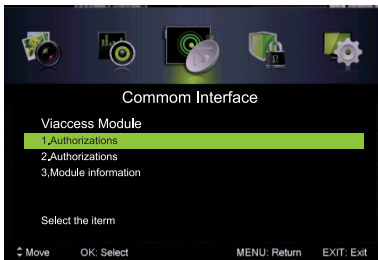 Commom Interface
Viaccess Module
1,Authorizations
2,Authorizations
3,Module information
Select the iterm
Move OK: Select MENU: Return EXIT: Exit